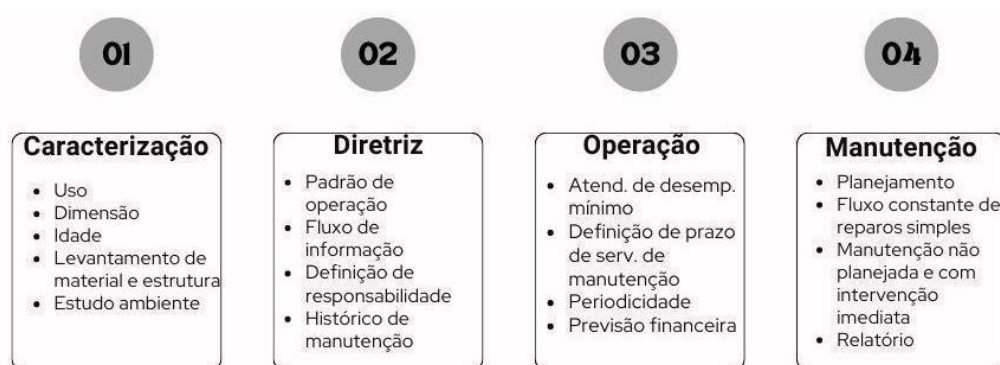 01
Caracterização
• Uso
• Dimensão
• Idade
• Levantamento de
material e estrutura
• Estudo ambiente
02
Diretriz
• Padrão de
operação
• Fluxo de
informação
• Definição de
responsabilidade
• Histórico de
manutenção
03
Operação
• Atend. de desemp.
mínimo
• Definição de prazo
de serv. de
manutenção
• Periodicidade
• Previsão financeira
04
Manutenção
• Planejamento
• Fluxo constante de
reparos simples
• Manutenção não
planejada e com
intervenção
imediata
• Relatório